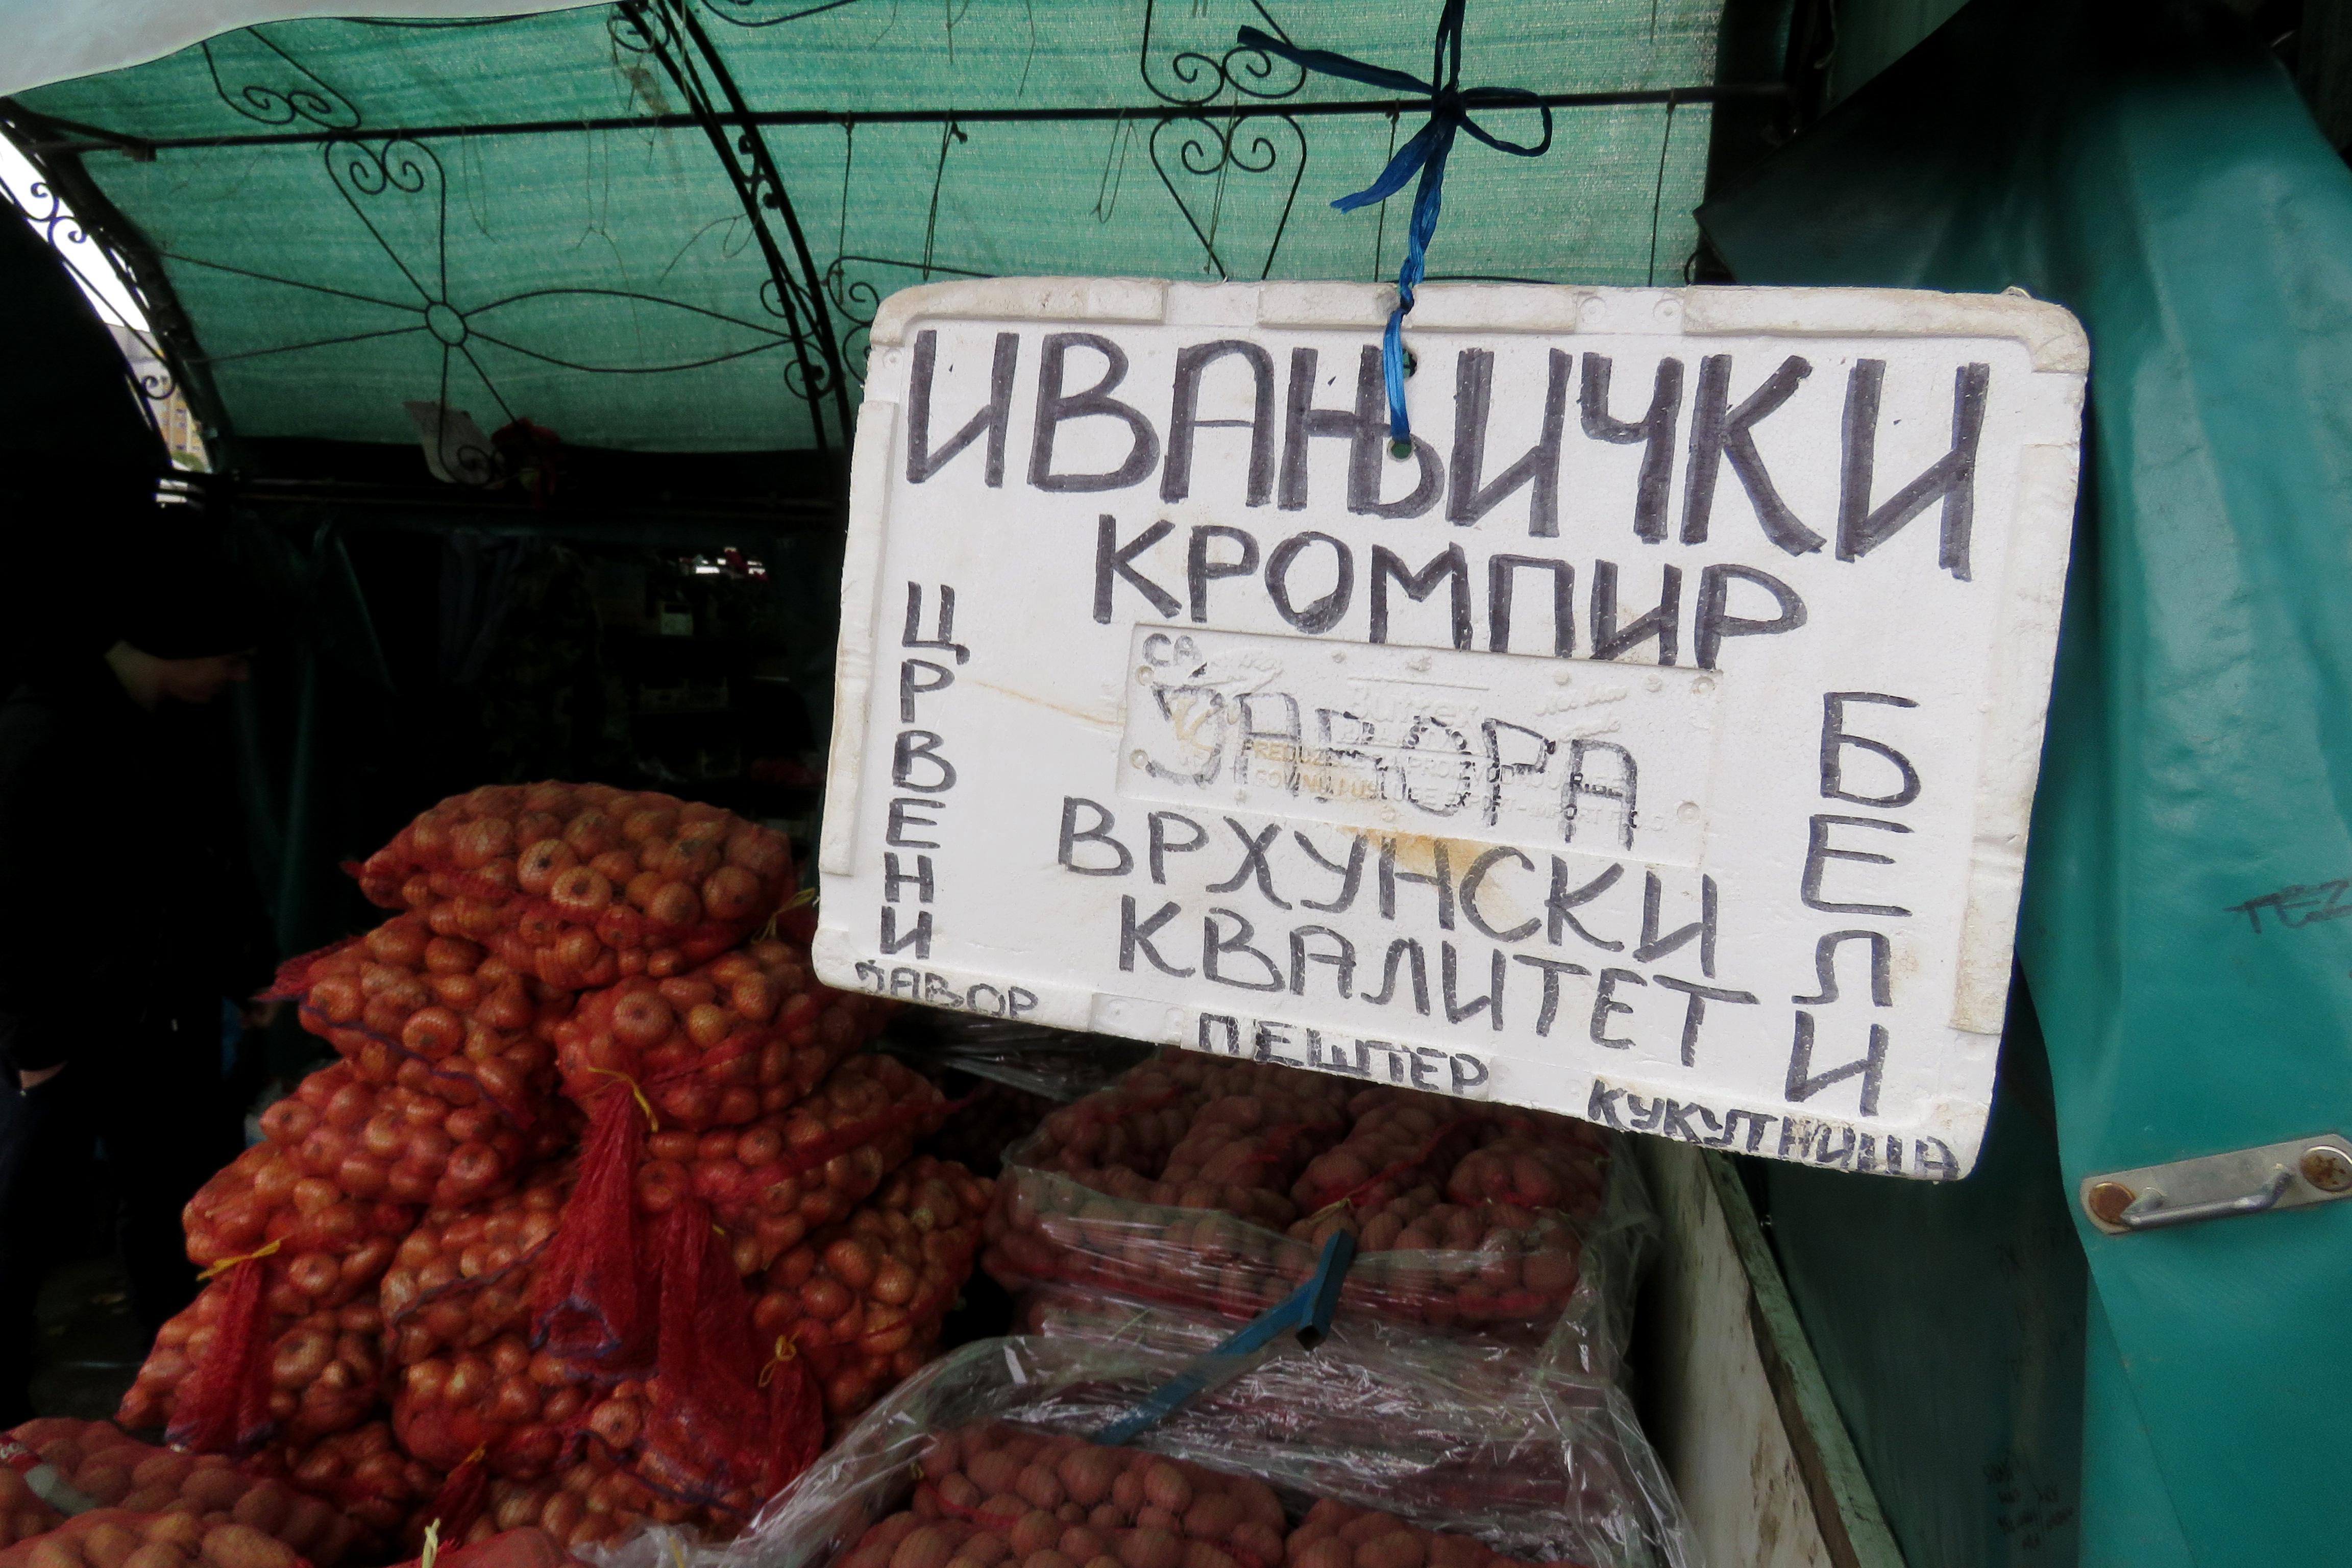 ИВАЊИЧКИ
КРОМПИР
СА
ЈАВОРА
ВРХУНСКИ
КВАЛИТЕТ
ЦРВЕНИ
БЕЛИ
ЈАВОР ПЕШТЕР КУКУТНИЦА